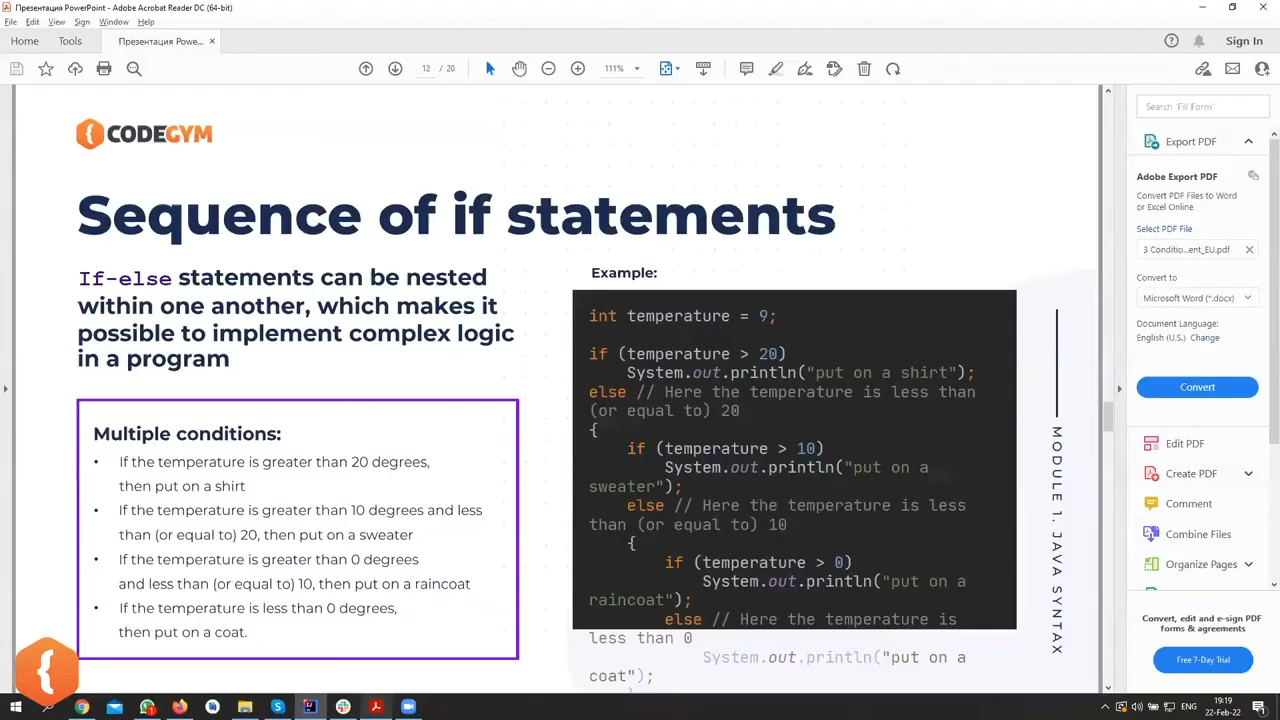 Презентация PowerPoint - Adobe Acrobat Reader DC (64-bit)
File Edit View Sign Window Help
Home Tools Презентация Powe... × Sign In
12 / 20 111%
CODEGYM
Sequence of if statements
If-else statements can be nested
within one another, which makes it
possible to implement complex logic
in a program
Multiple conditions:
• If the temperature is greater than 20 degrees,
then put on a shirt
• If the temperature is greater than 10 degrees and less
than (or equal to) 20, then put on a sweater
• If the temperature is greater than 0 degrees
and less than (or equal to) 10, then put on a raincoat
• If the temperature is less than 0 degrees,
then put on a coat.
Example:
int temperature = 9;
if (temperature > 20)
System.out.println("put on a shirt");
else // Here the temperature is less than
(or equal to) 20
{
if (temperature > 10)
System.out.println("put on a
sweater");
else // Here the temperature is less
than (or equal to) 10
{
if (temperature > 0)
System.out.println("put on a
raincoat");
else // Here the temperature is
less than 0
System.out.println("put on a
coat");
MODULE 1. JAVA SYNTAX
Search 'Fill Form'
Export PDF
Adobe Export PDF
Convert PDF Files to Word
or Excel Online
Select PDF File
3 Conditio...ent_EU.pdf ×
Convert to
Microsoft Word (*.docx)
Document Language:
English (U.S.) Change
Convert
Edit PDF
Create PDF
Comment
Combine Files
Organize Pages
Convert, edit and e-sign PDF
forms & agreements
Free 7-Day Trial
ENG
19:19
22-Feb-22